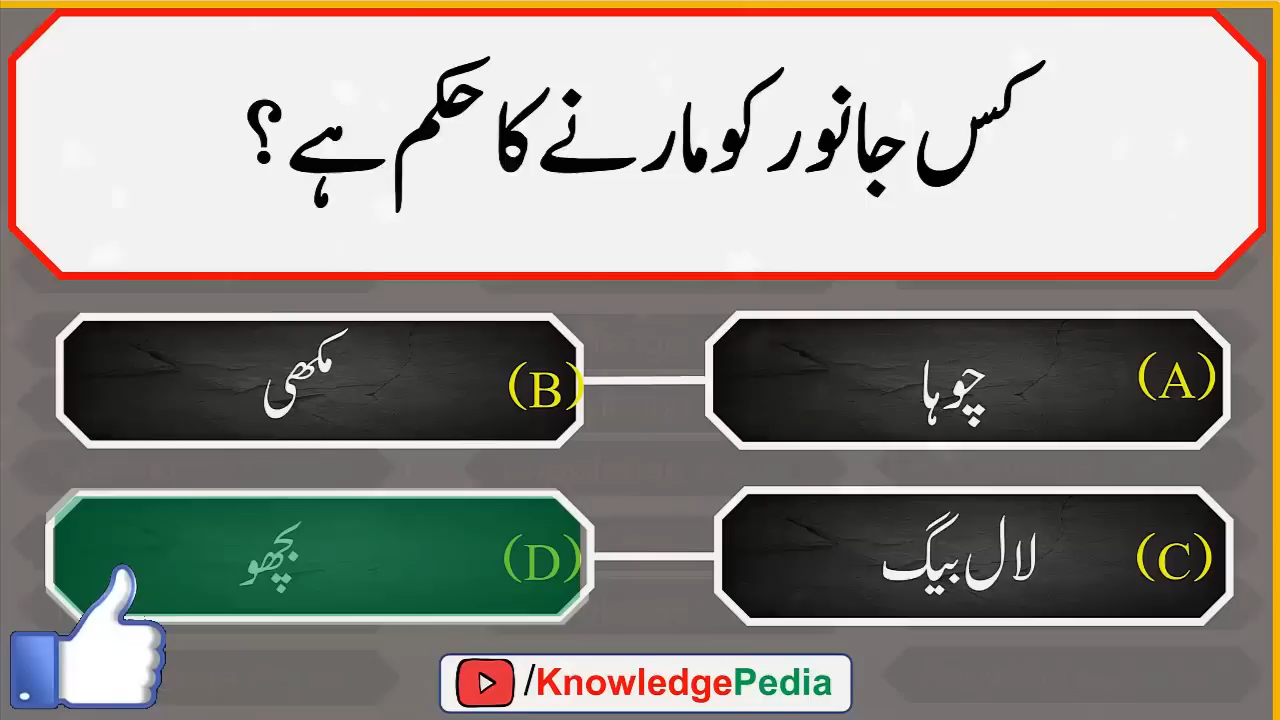 کس جانور کو مارنے کا حکم ہے؟
(A) چوہا
(B) مکھی
(C) لال بیگ
(D) بچھو
/KnowledgePedia